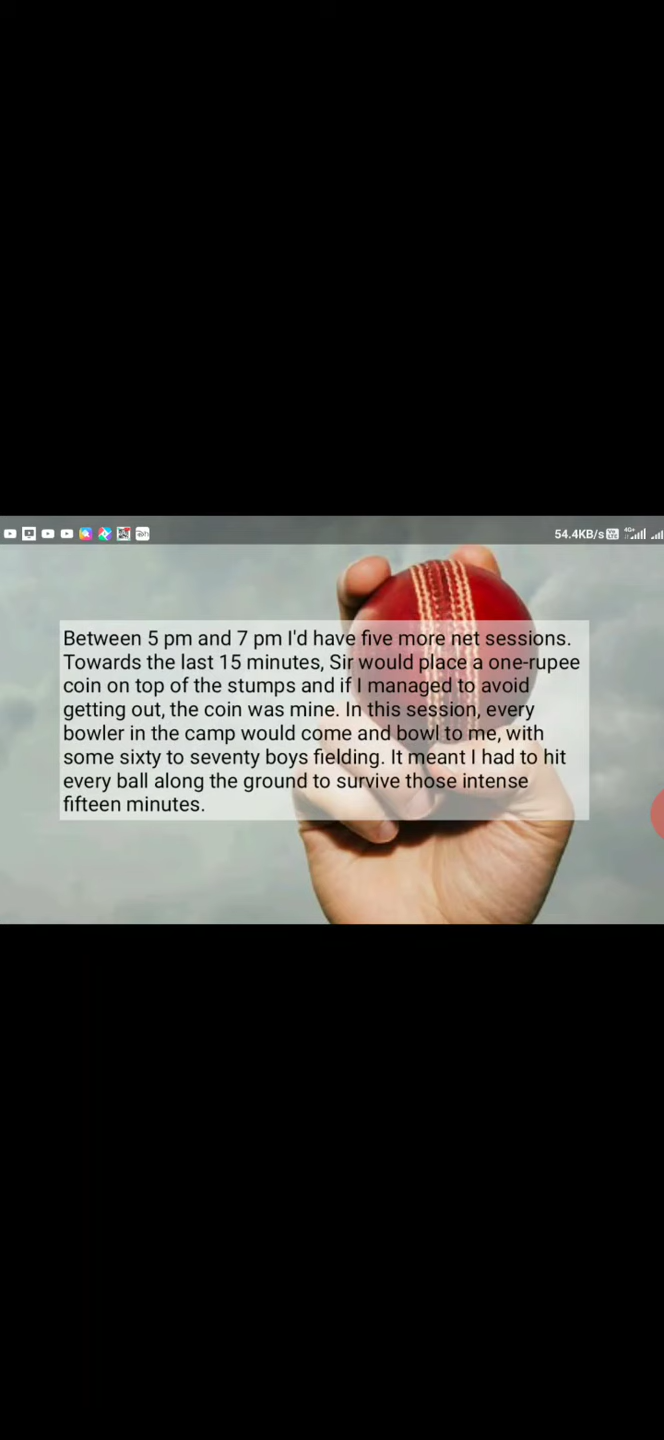 54.4KB/s Vo LTE 4G+
Between 5 pm and 7 pm I'd have five more net sessions.
Towards the last 15 minutes, Sir would place a one-rupee
coin on top of the stumps and if I managed to avoid
getting out, the coin was mine. In this session, every
bowler in the camp would come and bowl to me, with
some sixty to seventy boys fielding. It meant I had to hit
every ball along the ground to survive those intense
fifteen minutes.